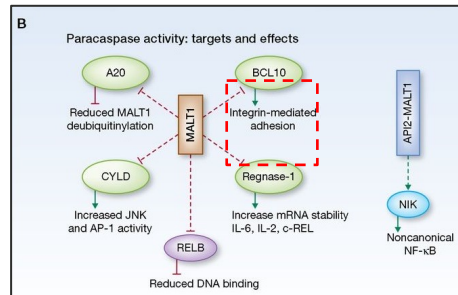 B
Paracaspase activity: targets and effects
A20
BCL10
Reduced MALT1
deubiquitinylation
MALT1
Integrin-mediated
adhesion
API2-MALT1
CYLD
Regnase-1
Increased JNK
and AP-1 activity
Increase mRNA stability
IL-6, IL-2, c-REL
NIK
RELB
Noncanonical
NF-κB
Reduced DNA binding